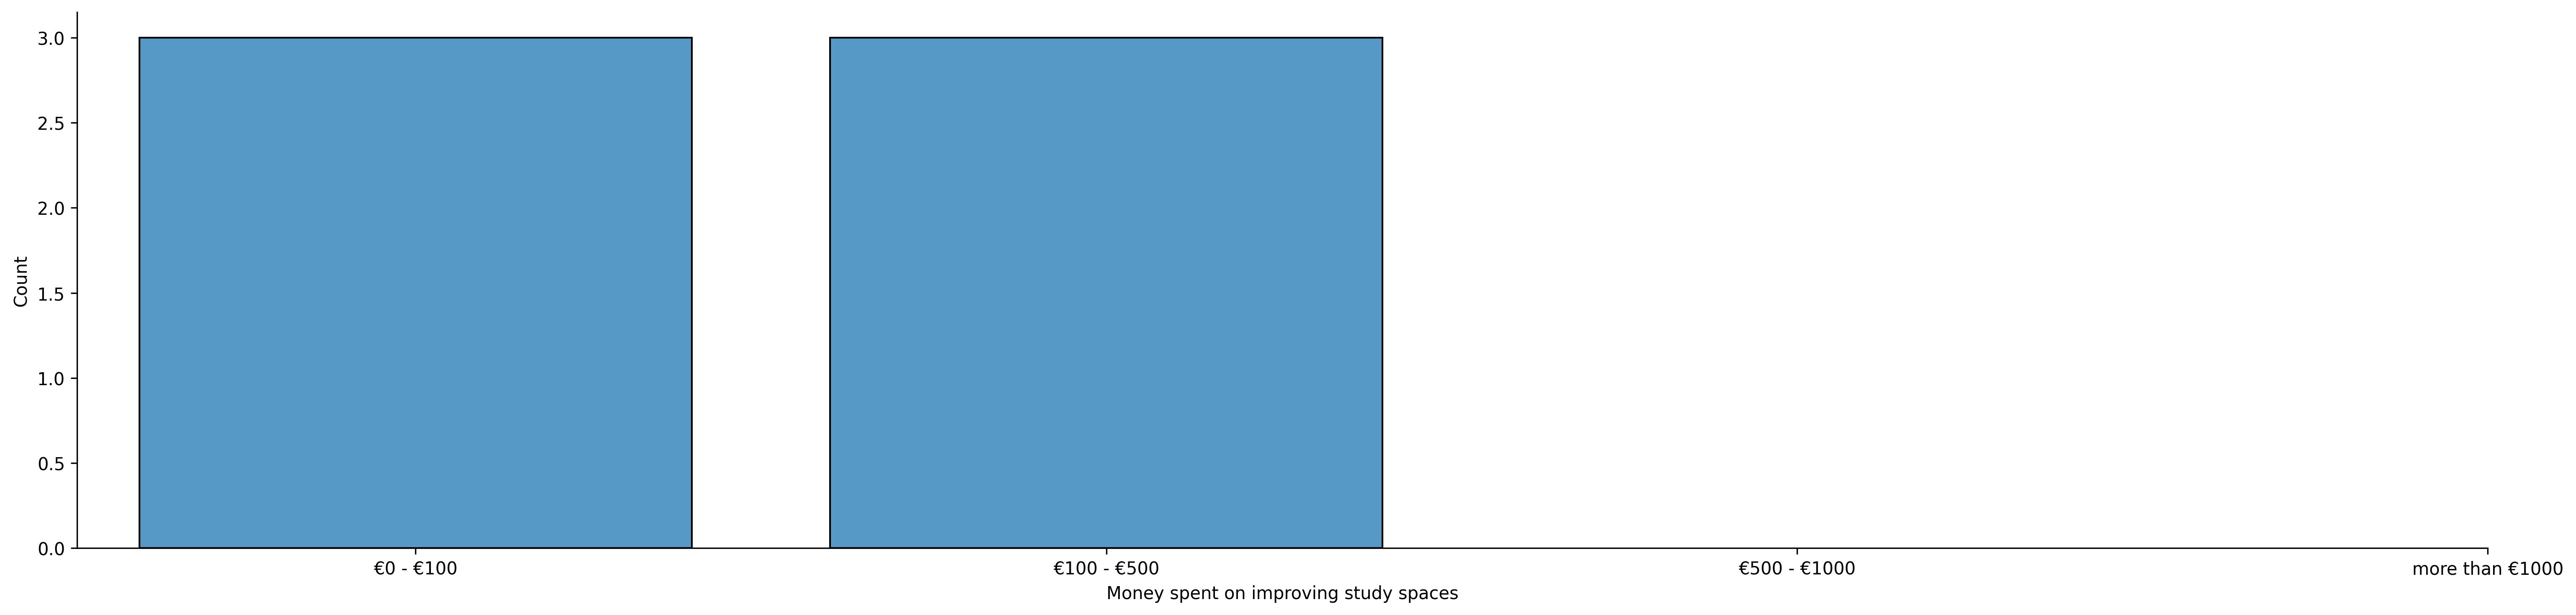 3.0
2.5
2.0
1.5
1.0
0.5
0.0
Count
€0 - €100
€100 - €500
€500 - €1000
more than €1000
Money spent on improving study spaces